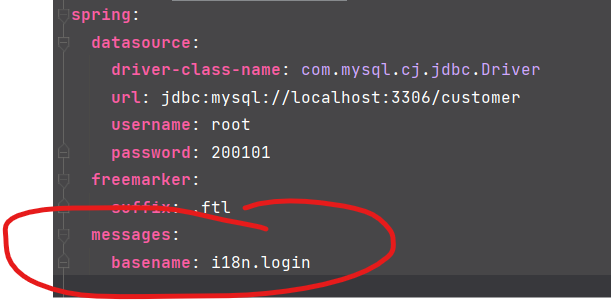 spring:
  datasource:
    driver-class-name: com.mysql.cj.jdbc.Driver
    url: jdbc:mysql://localhost:3306/customer
    username: root
    password: 200101
  freemarker:
    suffix: .ftl
  messages:
    basename: i18n.login